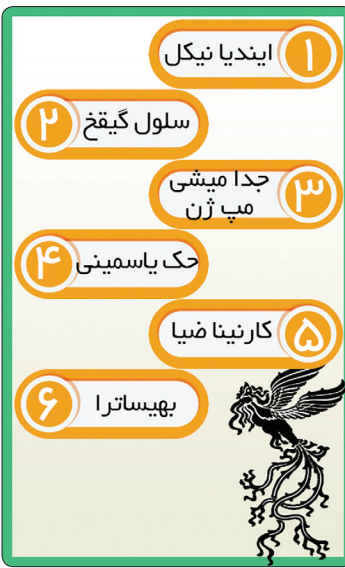 ۱ ایندیا نیکل
۲ سلول گیقخ
۳ جدا میشی
مپ ژن
۴ حک یاسمینی
۵ کارنینا ضیا
۶ بهیساترا